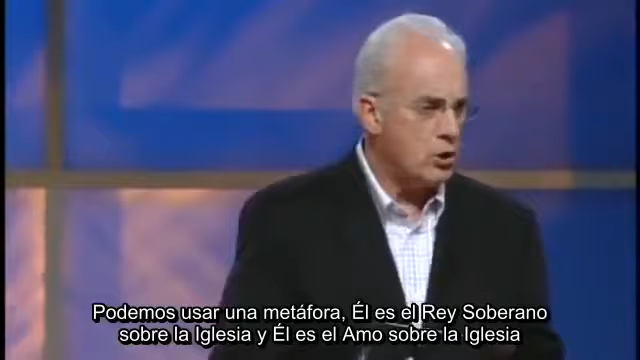 Podemos usar una metáfora, Él es el Rey Soberano
sobre la Iglesia y Él es el Amo sobre la Iglesia